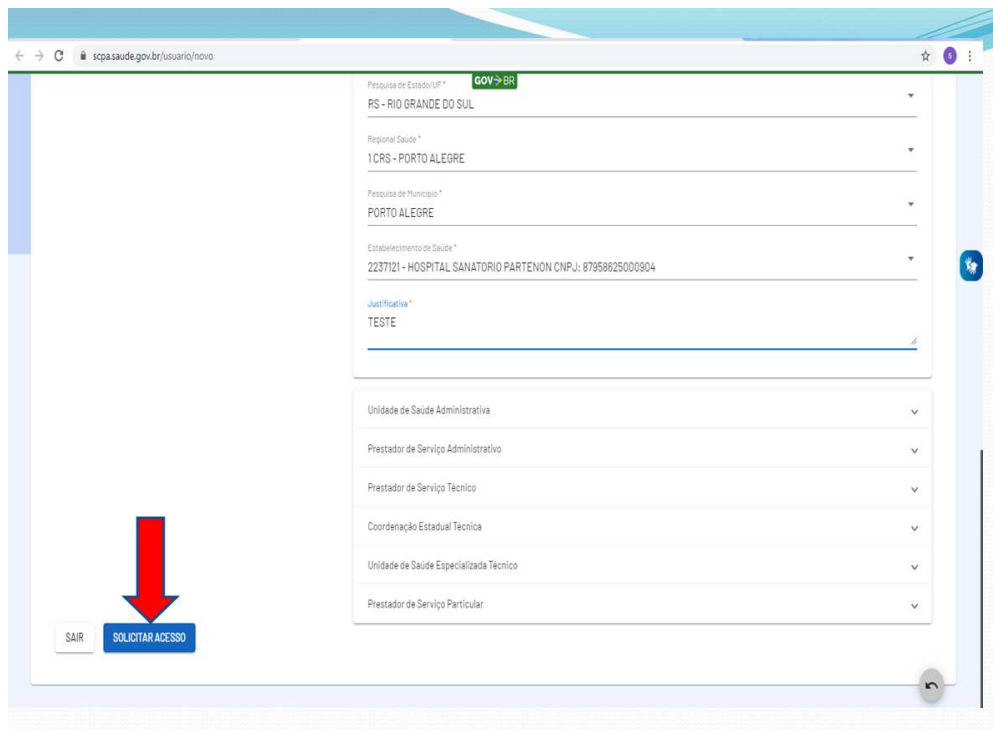 scpa.saude.gov.br/usuario/novo
S
GOV BR
Pesquisa de Estado/UF *
RS - RIO GRANDE DO SUL
Regional Saúde *
1 CRS - PORTO ALEGRE
Pesquisa de Município *
PORTO ALEGRE
Estabelecimento de Saúde *
2237121 - HOSPITAL SANATORIO PARTENON CNPJ: 87958625000904
Justificativa *
TESTE
Unidade de Saúde Administrativa
Prestador de Serviço Administrativo
Prestador de Serviço Técnico
Coordenação Estadual Técnica
Unidade de Saúde Especializada Técnico
Prestador de Serviço Particular
SAIR
SOLICITAR ACESSO